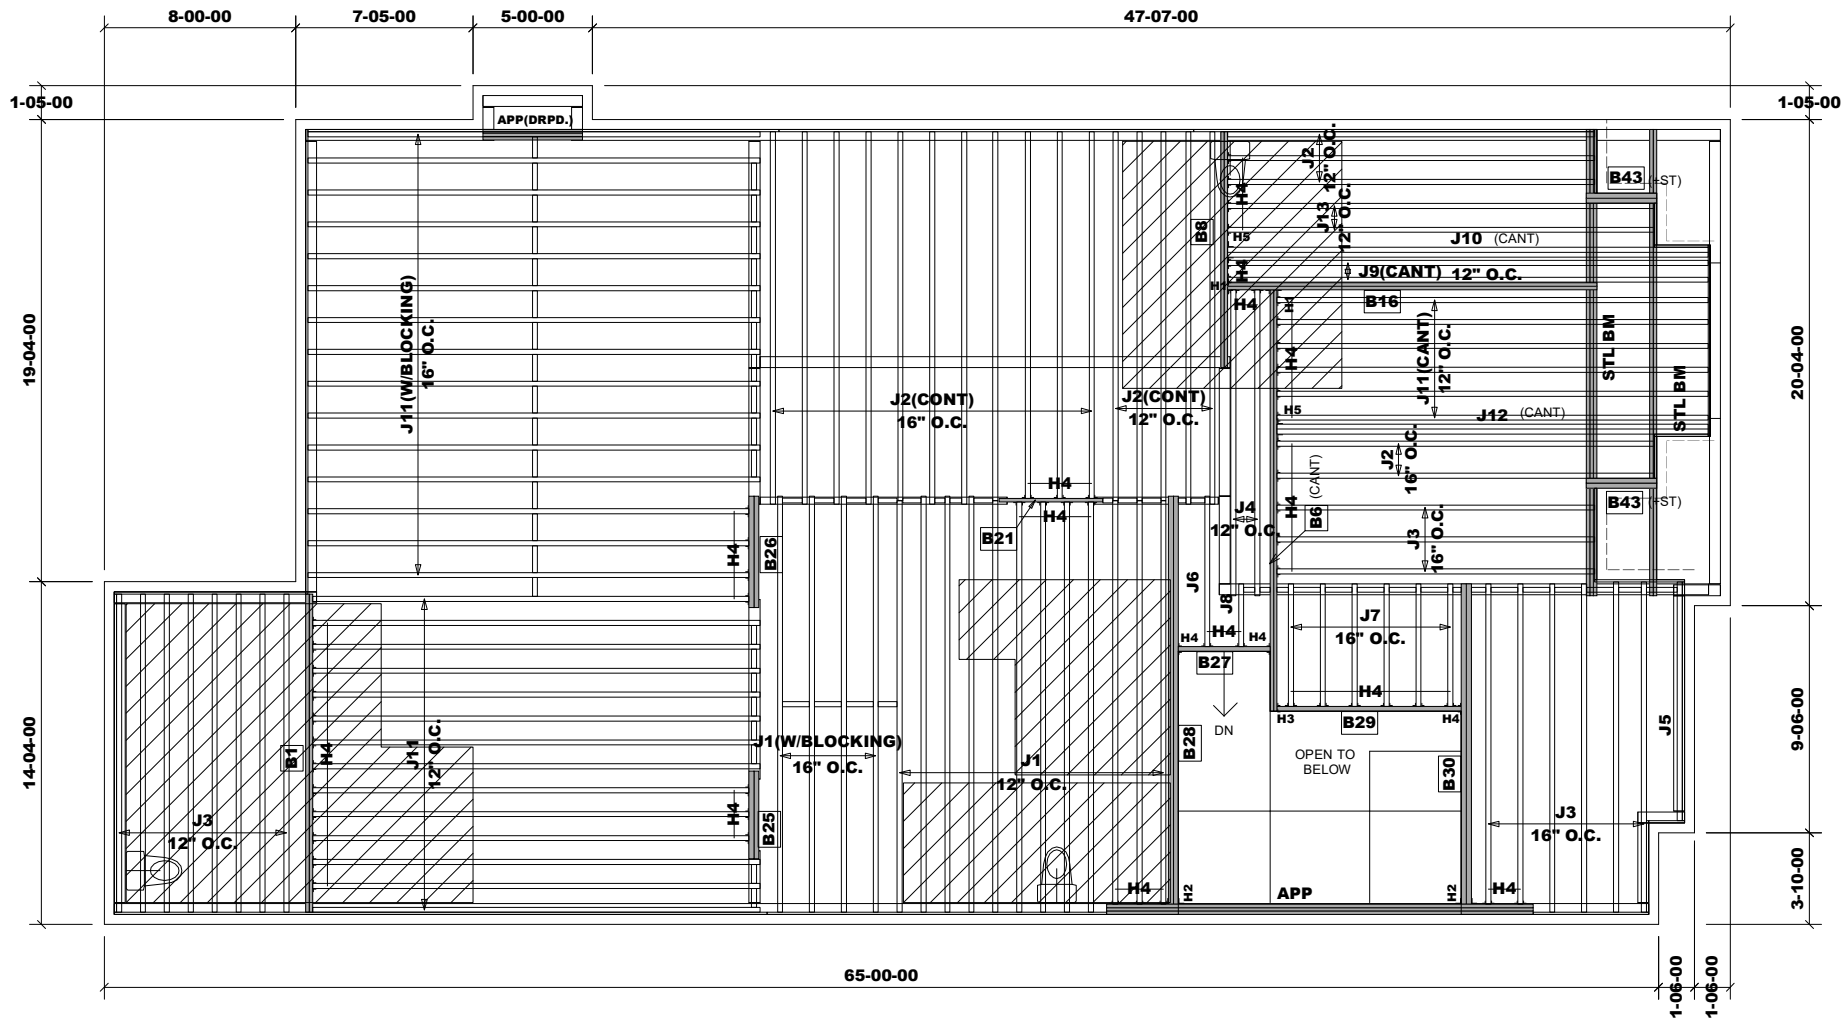 8-00-00
7-05-00
5-00-00
47-07-00
1-05-00
1-05-00
APP(DRPD.)
J2
12" O.C.
H4
B43
(+ST)
J13
12" O.C.
B8
H5
J10 (CANT)
H4
J9(CANT) 12" O.C.
H4
H1
B16
19-04-00
J11(W/BLOCKING)
16" O.C.
STL BM
20-04-00
H4
J11(CANT)
12" O.C.
STL BM
J2(CONT)
16" O.C.
J2(CONT)
12" O.C.
H5
J12 (CANT)
J2
16" O.C.
H4
H4
B6 (CANT)
H4
B43
(+ST)
J4
12" O.C.
H4
B26
B21
J3
16" O.C.
J6
J8
J7
16" O.C.
H4
H4
H4
B27
H4
H3
B29
H4
14-04-00
B1
H4
J11
12" O.C.
J1(W/BLOCKING)
16" O.C.
J1
12" O.C.
B28
DN
OPEN TO
BELOW
B30
J5
9-06-00
J3
12" O.C.
H4
B25
J3
16" O.C.
H4
H2
APP
H2
H4
3-10-00
65-00-00
1-06-00
1-06-00